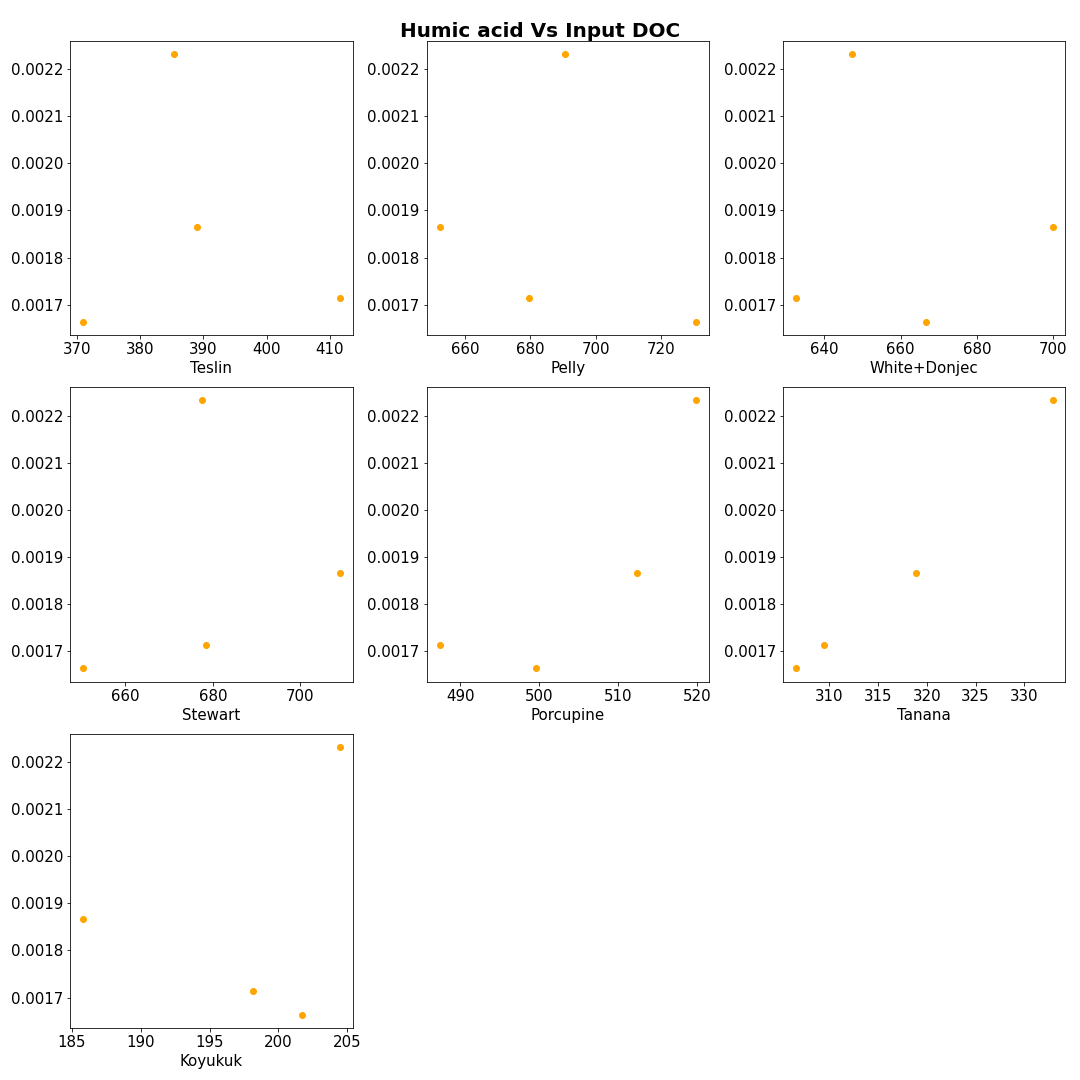 Humic acid Vs Input DOC
0.0022
0.0021
0.0020
0.0019
0.0018
0.0017
370 380 390 400 410
Teslin
0.0022
0.0021
0.0020
0.0019
0.0018
0.0017
660 680 700 720
Pelly
0.0022
0.0021
0.0020
0.0019
0.0018
0.0017
640 660 680 700
White+Donjec
0.0022
0.0021
0.0020
0.0019
0.0018
0.0017
660 680 700
Stewart
0.0022
0.0021
0.0020
0.0019
0.0018
0.0017
490 500 510 520
Porcupine
0.0022
0.0021
0.0020
0.0019
0.0018
0.0017
310 315 320 325 330
Tanana
0.0022
0.0021
0.0020
0.0019
0.0018
0.0017
185 190 195 200 205
Koyukuk